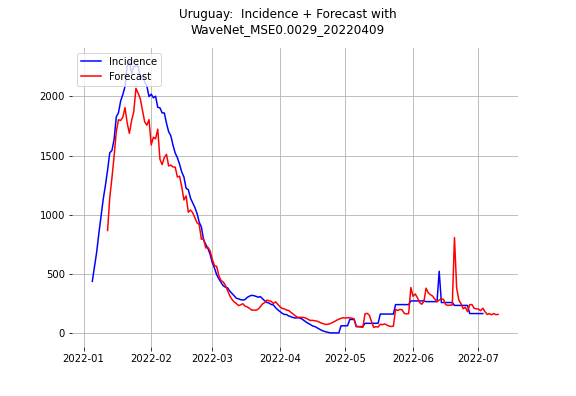 Uruguay:  Incidence + Forecast with
WaveNet_MSE0.0029_20220409
Incidence
Forecast
2000
1500
1000
500
0
2022-01 2022-02 2022-03 2022-04 2022-05 2022-06 2022-07